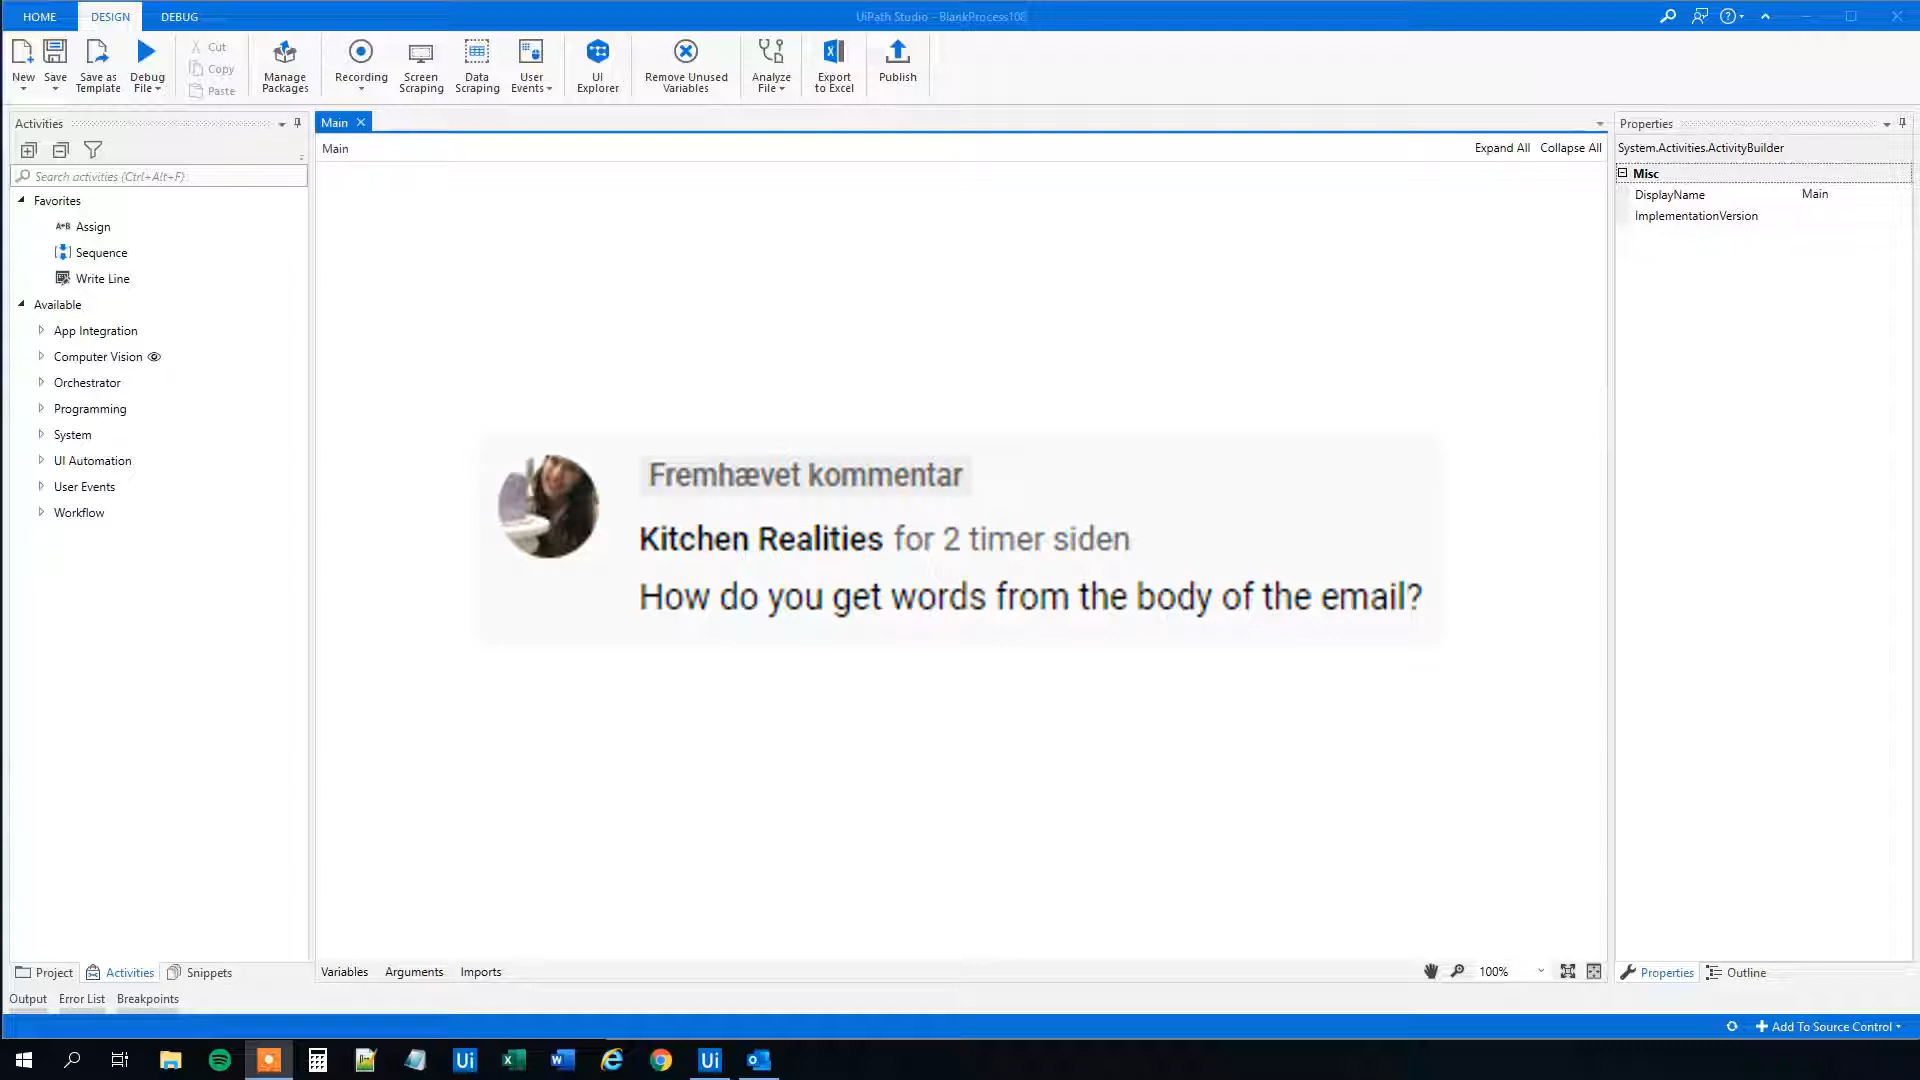 HOME DESIGN DEBUG
UiPath Studio - BlankProcess108
New Save Save as Template Debug File
Cut
Copy
Paste
Manage Packages
Recording
Screen Scraping
Data Scraping
User Events
UI Explorer
Remove Unused Variables
Analyze File
Export to Excel
Publish
Activities
Search activities (Ctrl+Alt+F)
Favorites
A*B Assign
Sequence
Write Line
Available
App Integration
Computer Vision
Orchestrator
Programming
System
UI Automation
User Events
Workflow
Main
Main
Expand All Collapse All
Fremhævet kommentar
Kitchen Realities for 2 timer siden
How do you get words from the body of the email?
Properties
System.Activities.ActivityBuilder
Misc
DisplayName Main
ImplementationVersion
Project Activities Snippets
Variables Arguments Imports
100%
Properties Outline
Output Error List Breakpoints
Add To Source Control